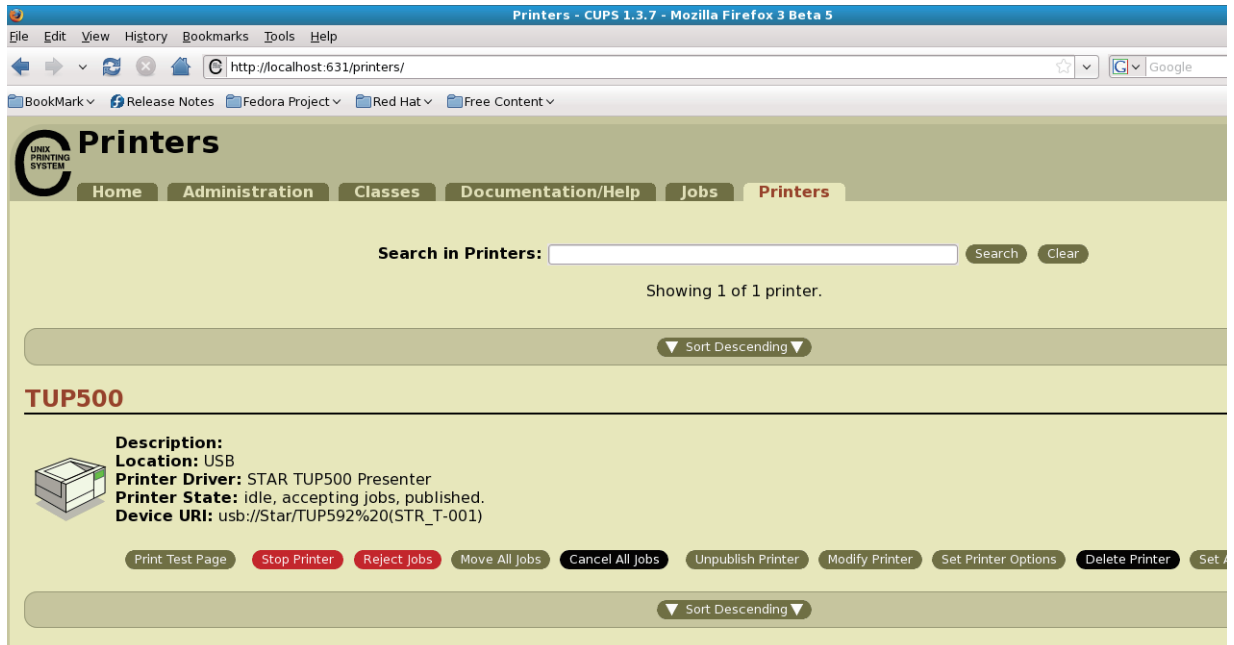 Printers - CUPS 1.3.7 - Mozilla Firefox 3 Beta 5
File Edit View History Bookmarks Tools Help
http://localhost:631/printers/ G Google
BookMark Release Notes Fedora Project Red Hat Free Content
UNIX
PRINTING
SYSTEM
Printers
Home Administration Classes Documentation/Help Jobs Printers
Search in Printers: Search Clear
Showing 1 of 1 printer.
Sort Descending
TUP500
Description:
Location: USB
Printer Driver: STAR TUP500 Presenter
Printer State: idle, accepting jobs, published.
Device URI: usb://Star/TUP592%20(STR_T-001)
Print Test Page Stop Printer Reject Jobs Move All Jobs Cancel All Jobs Unpublish Printer Modify Printer Set Printer Options Delete Printer Set
Sort Descending